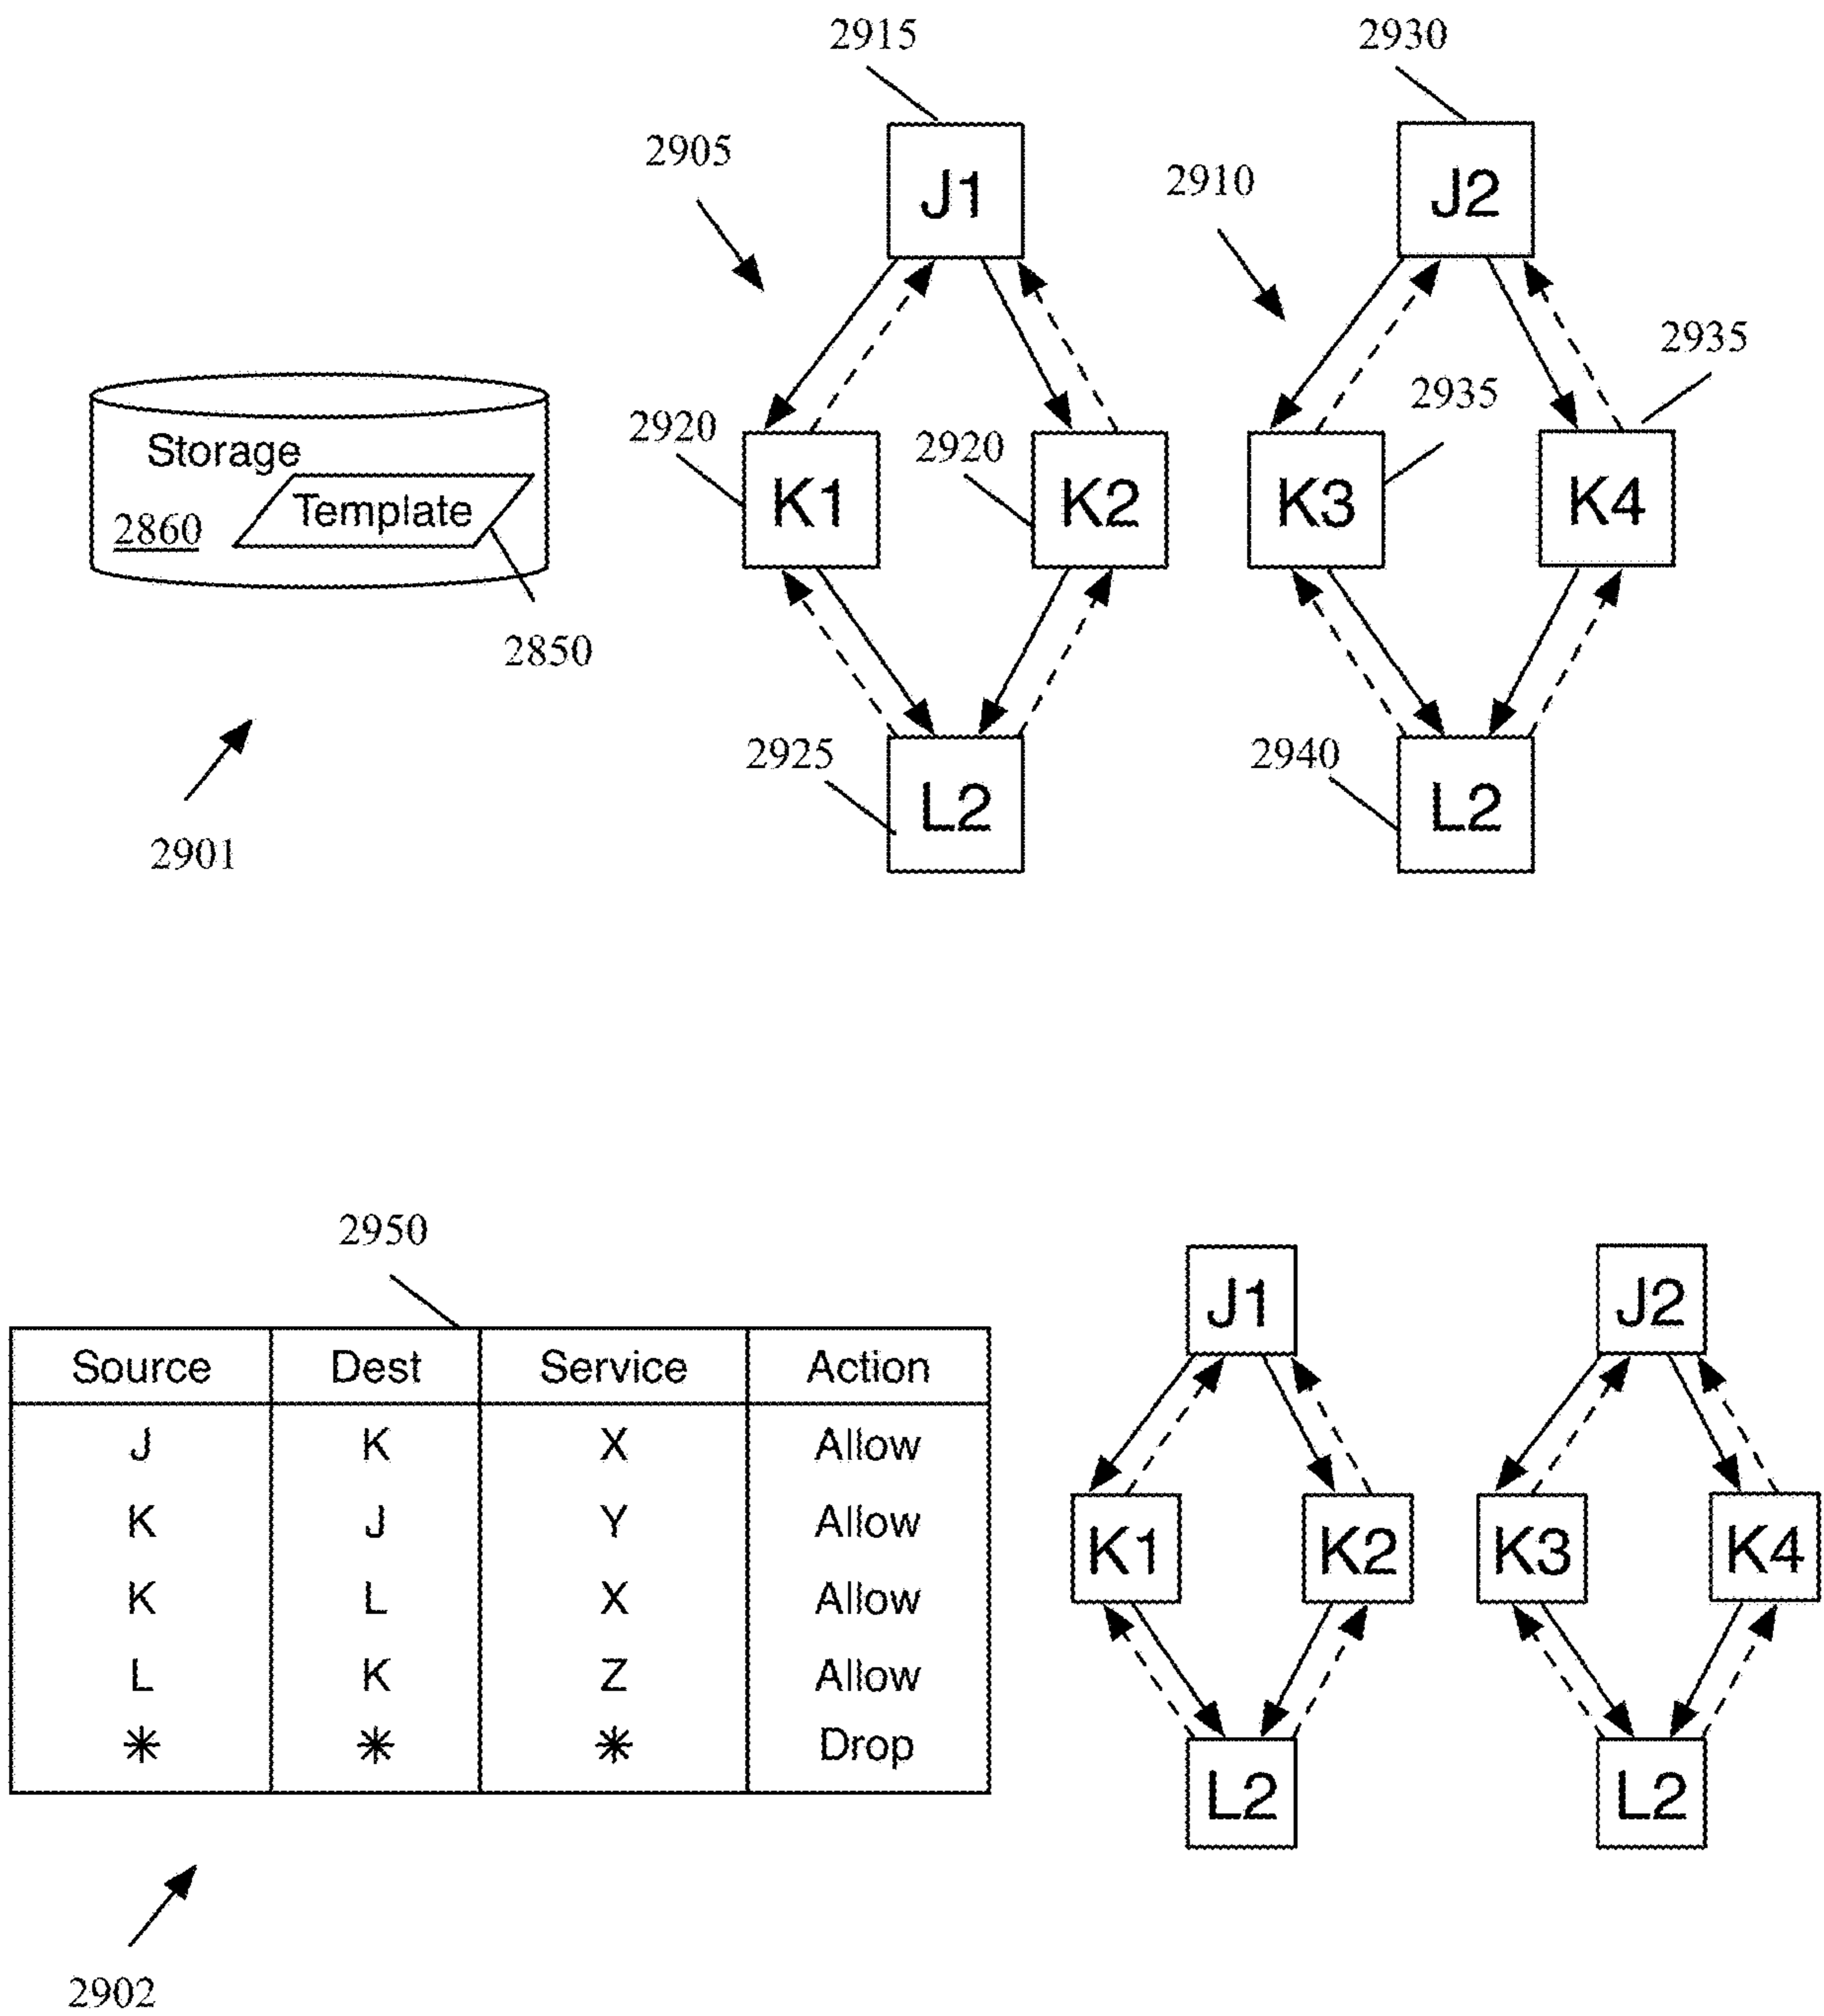 2915
2930
2905
2910
J1
J2
2935
2935
2920
2920
Storage
Template
2860
2850
K1
K2
K3
K4
2925
2940
L2
L2
2901
2950
Source Dest Service Action
J K X Allow
K J Y Allow
K L X Allow
L K Z Allow
* * * Drop
J1
J2
K1
K2
K3
K4
L2
L2
2902